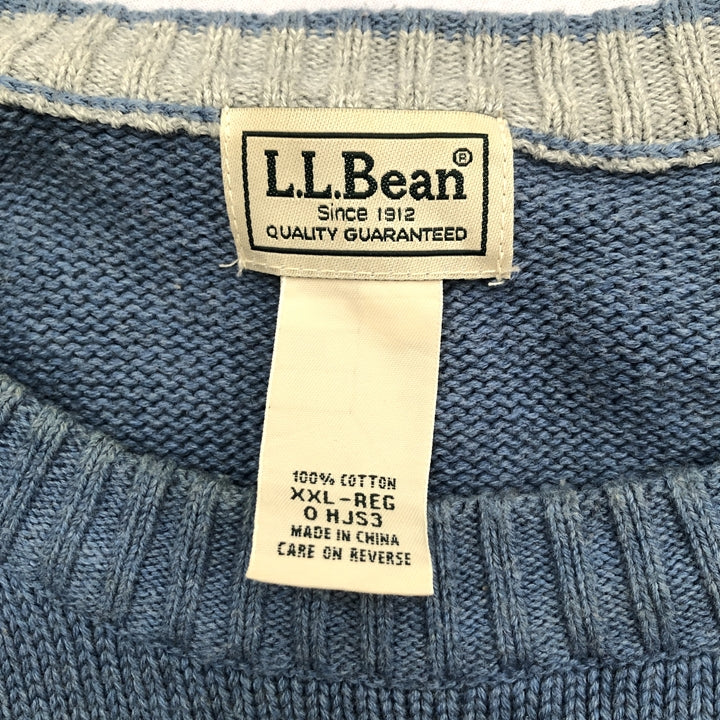 L.L.Bean®
Since 1912
QUALITY GUARANTEED
100% COTTON
XXL-REG
0 HJS3
MADE IN CHINA
CARE ON REVERSE